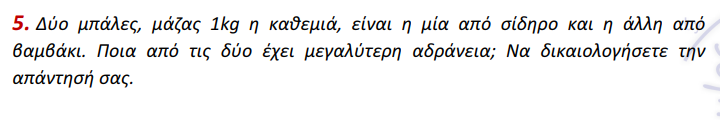 5. Δύο μπάλες, μάζας 1kg η καθεμιά, είναι η μία από σίδηρο και η άλλη από
βαμβάκι. Ποια από τις δύο έχει μεγαλύτερη αδράνεια; Να δικαιολογήσετε την
απάντησή σας.